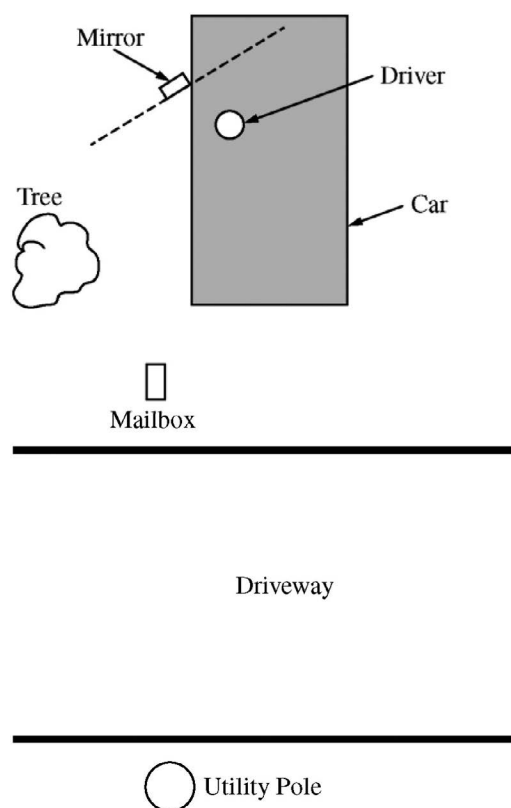 Mirror
Driver
Tree
Car
Mailbox
Driveway
Utility Pole